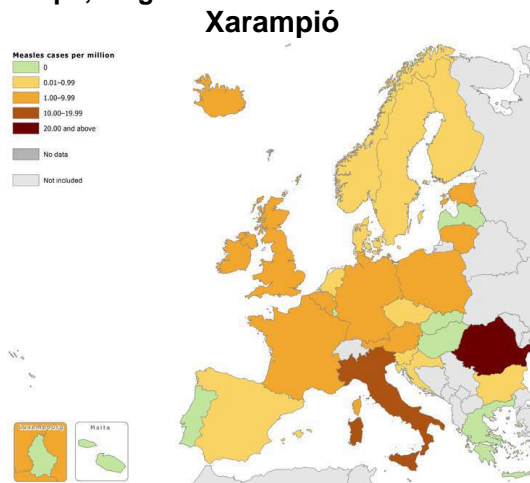 Xarampió
Measles cases per million
0
0.01–0.99
1.00–9.99
10.00–19.99
20.00 and above
No data
Not included
Luxembourg
Malta